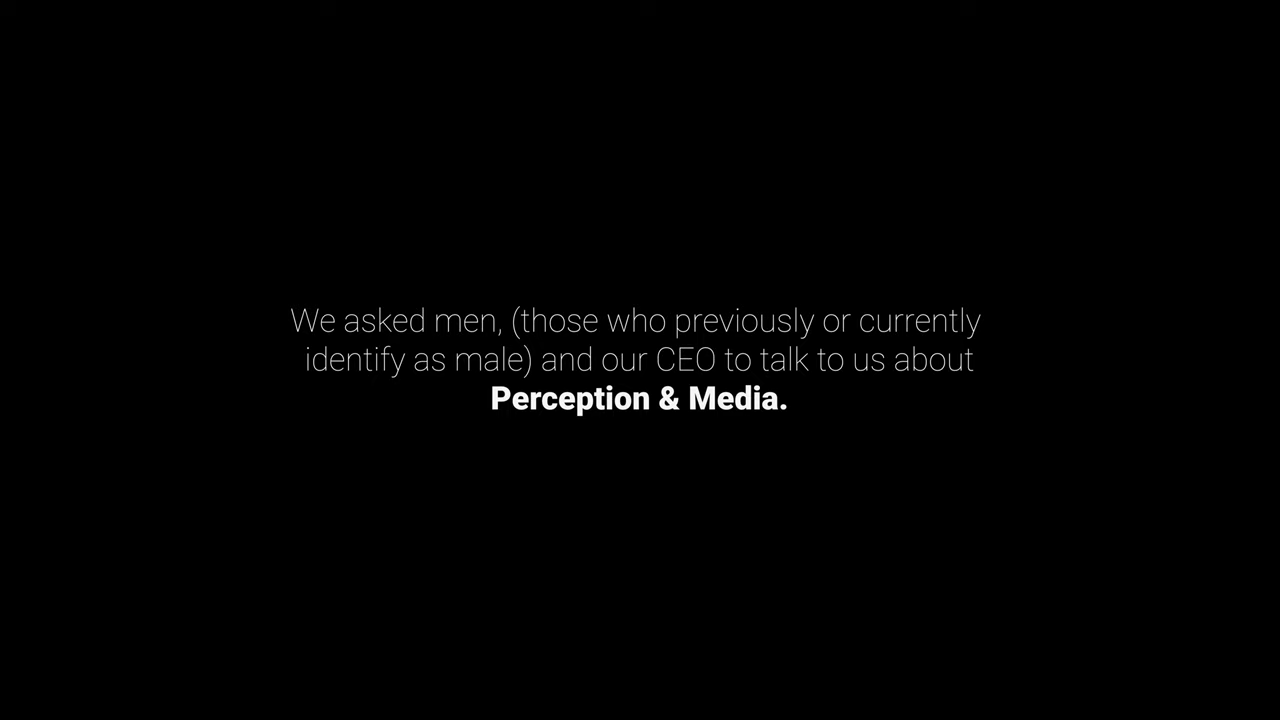 We asked men, (those who previously or currently
identify as male) and our CEO to talk to us about
Perception & Media.